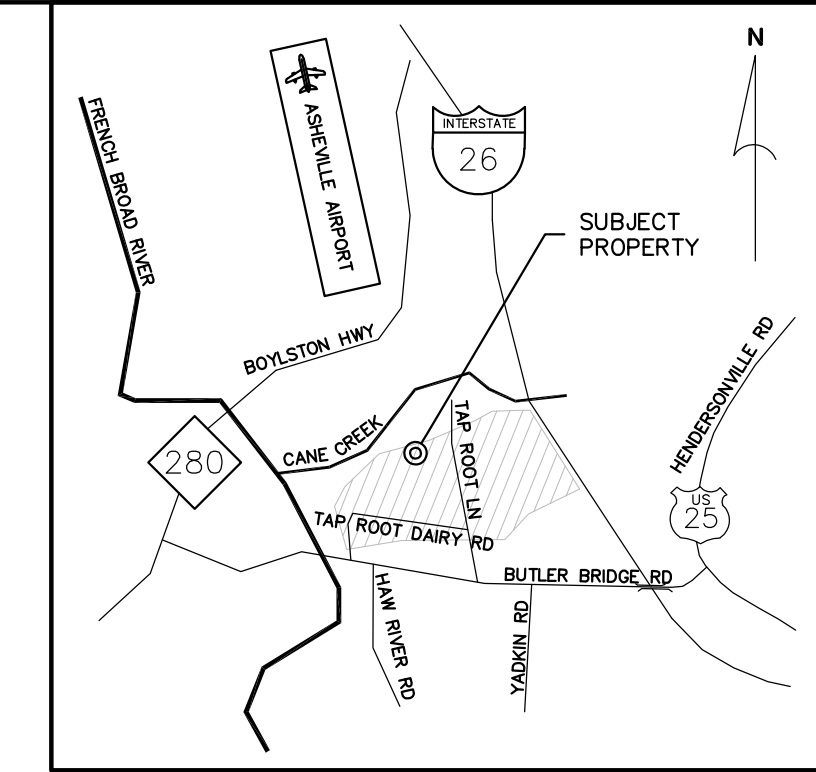 N
INTERSTATE
26
ASHEVILLE AIRPORT
FRENCH BROAD RIVER
SUBJECT
PROPERTY
BOYLSTON HWY
HENDERSONVILLE RD
CANE CREEK
TAP ROOT LN
280
US
25
TAP ROOT DAIRY RD
BUTLER BRIDGE RD
HAW RIVER RD
YADKIN RD